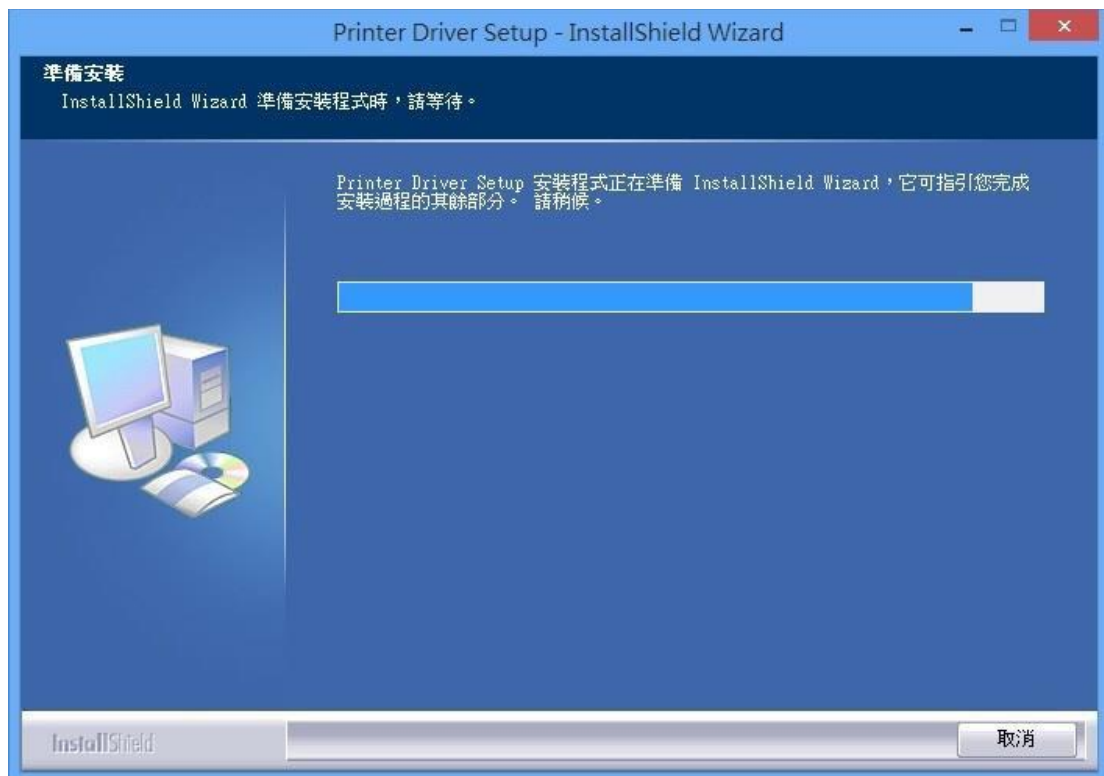 Printer Driver Setup - InstallShield Wizard
準備安裝
InstallShield Wizard 準備安裝程式時，請等待。
Printer Driver Setup 安裝程式正在準備 InstallShield Wizard，它可指引您完成
安裝過程的其餘部分。 請稍候。
InstallShield
取消